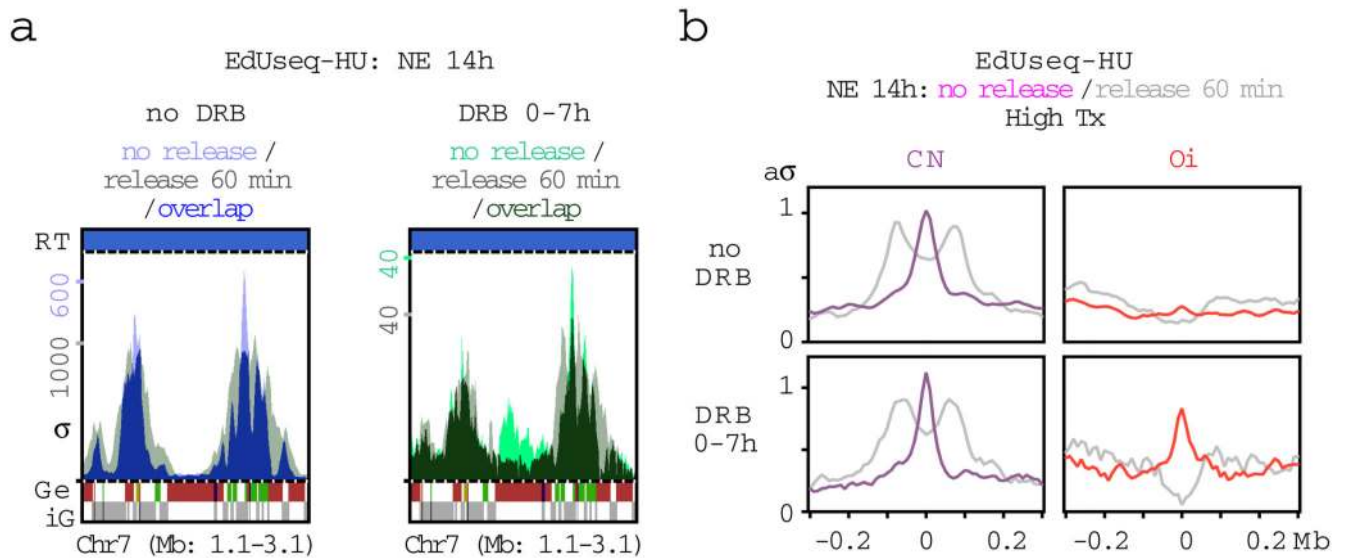 a
EdUseq-HU: NE 14h
no DRB
no release /
release 60 min
/overlap
DRB 0-7h
no release /
release 60 min
/overlap
RT
600
1000
σ
Ge
iG
Chr7 (Mb: 1.1-3.1)
40
40
Chr7 (Mb: 1.1-3.1)
b
EdUseq-HU
NE 14h: no release /release 60 min
High Tx
CN
Oi
aσ
1
no
DRB
0
1
DRB
0-7h
0
-0.2 0 0.2
-0.2 0 0.2 Mb